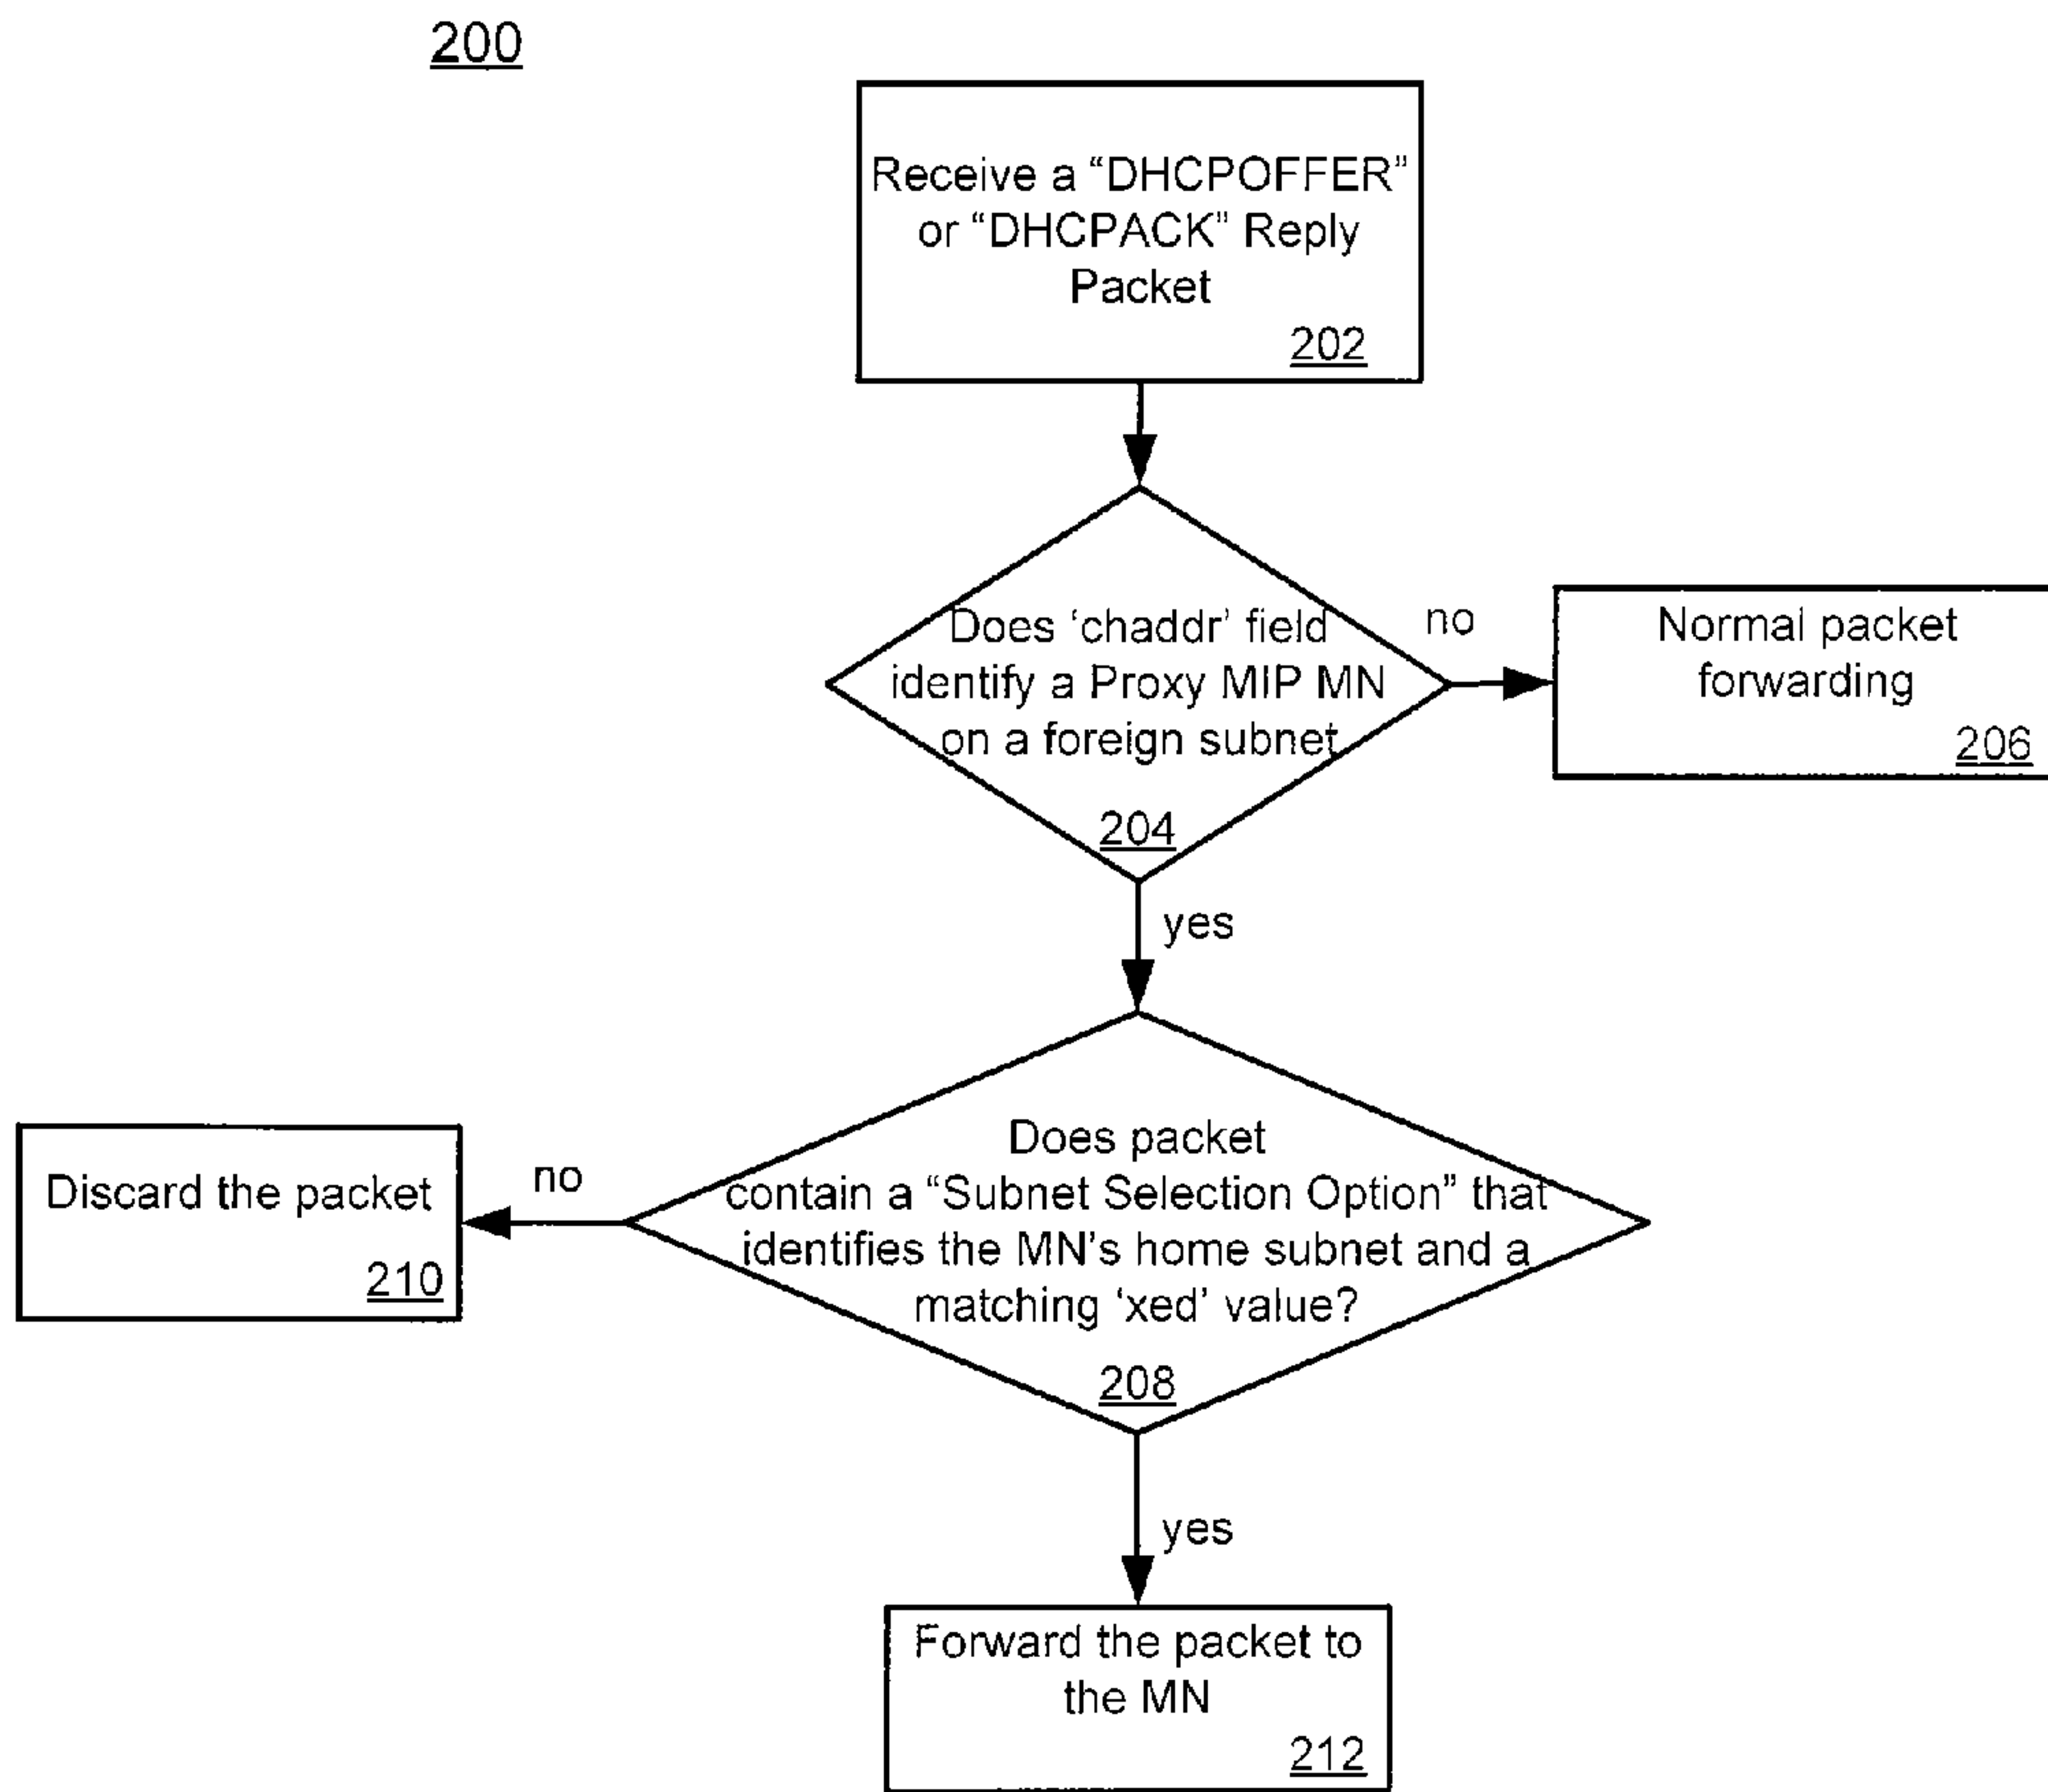 200
Receive a “DHCPOFFER”
or “DHCPACK” Reply
Packet
202
Does ‘chaddr’ field
identify a Proxy MIP MN
on a foreign subnet
204
no
Normal packet
forwarding
206
yes
Does packet
contain a “Subnet Selection Option” that
identifies the MN’s home subnet and a
matching ‘xed’ value?
208
no
Discard the packet
210
yes
Forward the packet to
the MN
212